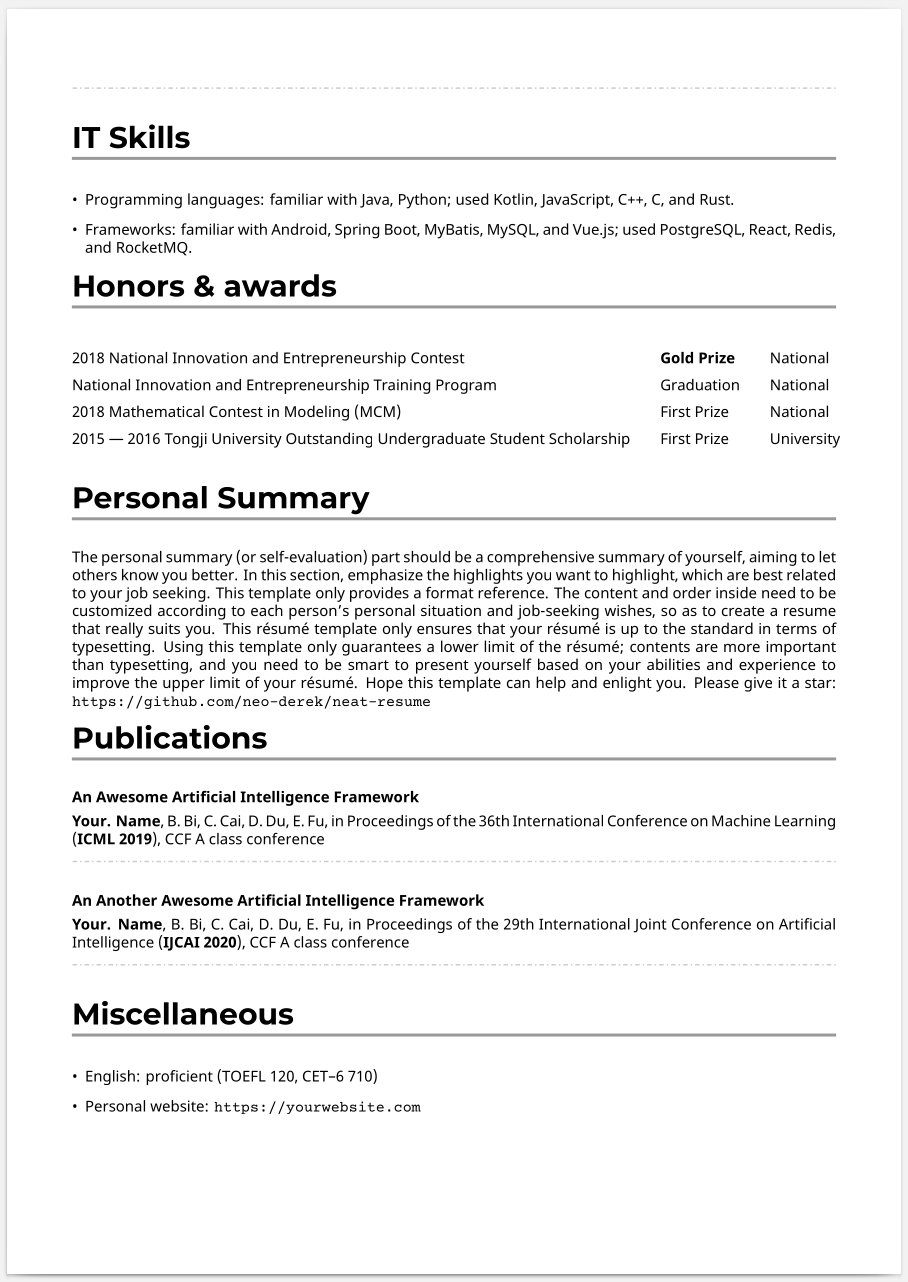 IT Skills
• Programming languages: familiar with Java, Python; used Kotlin, JavaScript, C++, C, and Rust.
• Frameworks: familiar with Android, Spring Boot, MyBatis, MySQL, and Vue.js; used PostgreSQL, React, Redis,
and RocketMQ.
Honors & awards
2018 National Innovation and Entrepreneurship Contest Gold Prize National
National Innovation and Entrepreneurship Training Program Graduation National
2018 Mathematical Contest in Modeling (MCM) First Prize National
2015 — 2016 Tongji University Outstanding Undergraduate Student Scholarship First Prize University
Personal Summary
The personal summary (or self-evaluation) part should be a comprehensive summary of yourself, aiming to let
others know you better. In this section, emphasize the highlights you want to highlight, which are best related
to your job seeking. This template only provides a format reference. The content and order inside need to be
customized according to each person’s personal situation and job-seeking wishes, so as to create a resume
that really suits you. This résumé template only ensures that your résumé is up to the standard in terms of
typesetting. Using this template only guarantees a lower limit of the résumé; contents are more important
than typesetting, and you need to be smart to present yourself based on your abilities and experience to
improve the upper limit of your résumé. Hope this template can help and enlight you. Please give it a star:
https://github.com/neo-derek/neat-resume
Publications
An Awesome Artificial Intelligence Framework
Your. Name, B. Bi, C. Cai, D. Du, E. Fu, in Proceedings of the 36th International Conference on Machine Learning
(ICML 2019), CCF A class conference
An Another Awesome Artificial Intelligence Framework
Your. Name, B. Bi, C. Cai, D. Du, E. Fu, in Proceedings of the 29th International Joint Conference on Artificial
Intelligence (IJCAI 2020), CCF A class conference
Miscellaneous
• English: proficient (TOEFL 120, CET–6 710)
• Personal website: https://yourwebsite.com